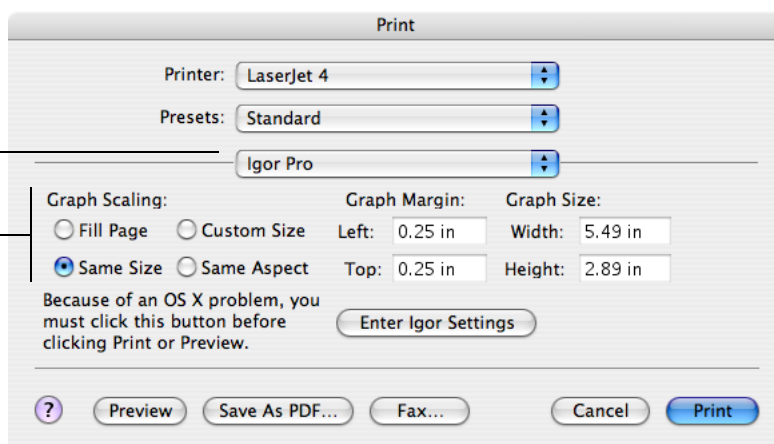 Print
Printer: LaserJet 4
Presets: Standard
Igor Pro
Graph Scaling: Graph Margin: Graph Size:
Fill Page Custom Size Left: 0.25 in Width: 5.49 in
Same Size Same Aspect Top: 0.25 in Height: 2.89 in
Because of an OS X problem, you
must click this button before
clicking Print or Preview.
Enter Igor Settings
? Preview Save As PDF... Fax... Cancel Print